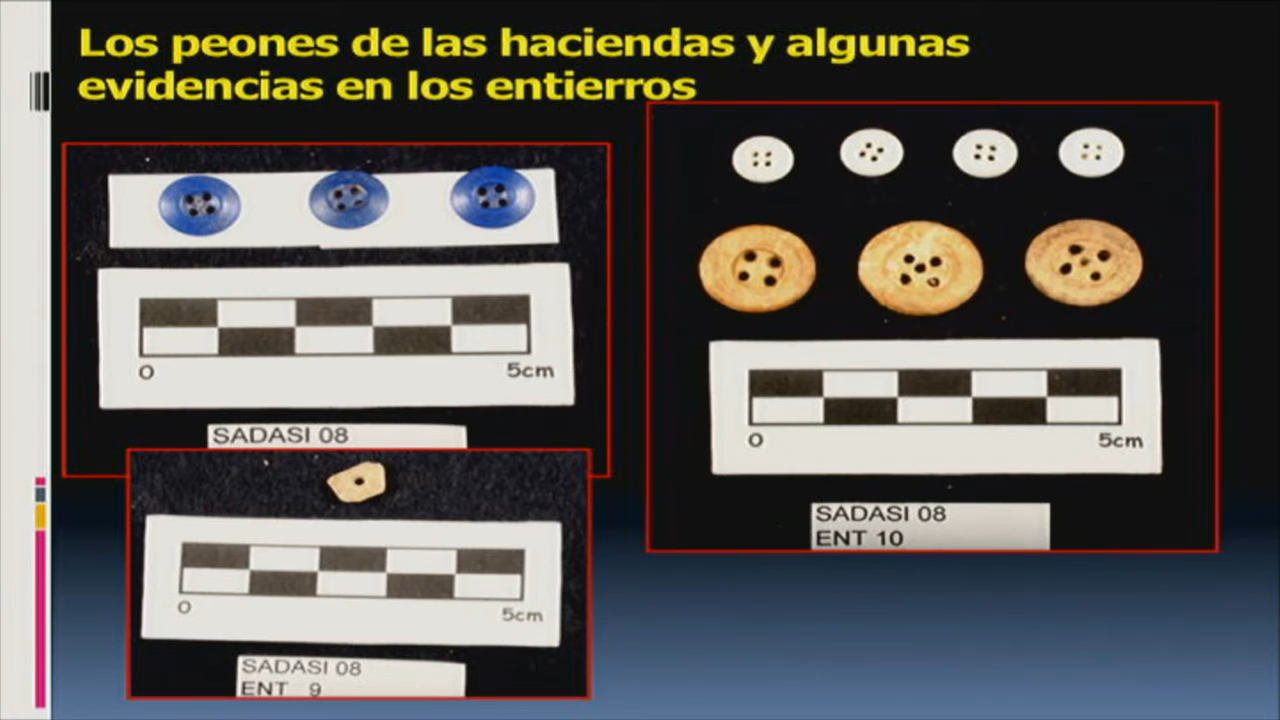 Los peones de las haciendas y algunas
evidencias en los entierros
0 5cm
SADASI 08
0 5cm
SADASI 08
ENT 9
0 5cm
SADASI 08
ENT 10